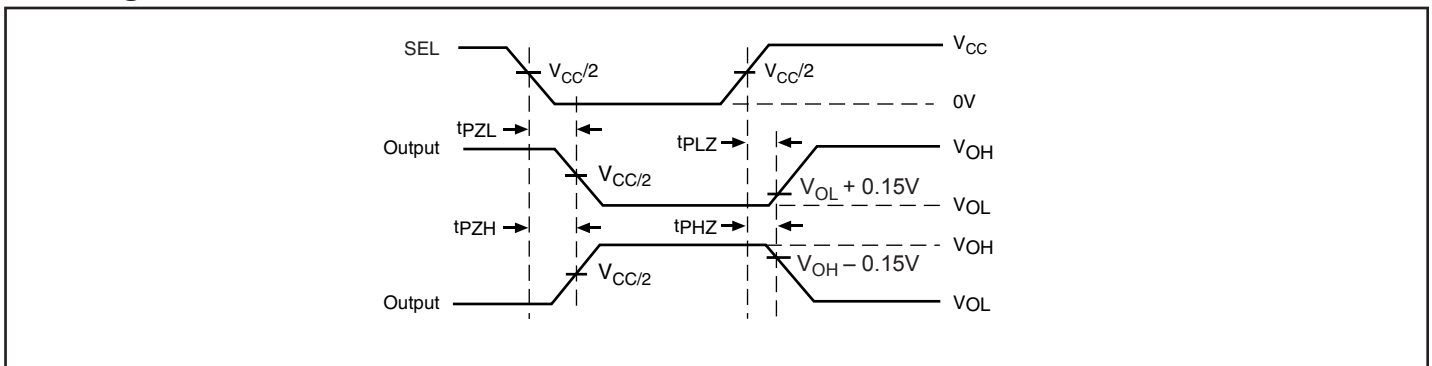 SEL
VCC
VCC/2
VCC/2
0V
tPZL
tPLZ
Output
VOH
VCC/2
VOL + 0.15V
VOL
tPZH
tPHZ
VOH
VCC/2
VOH – 0.15V
Output
VOL